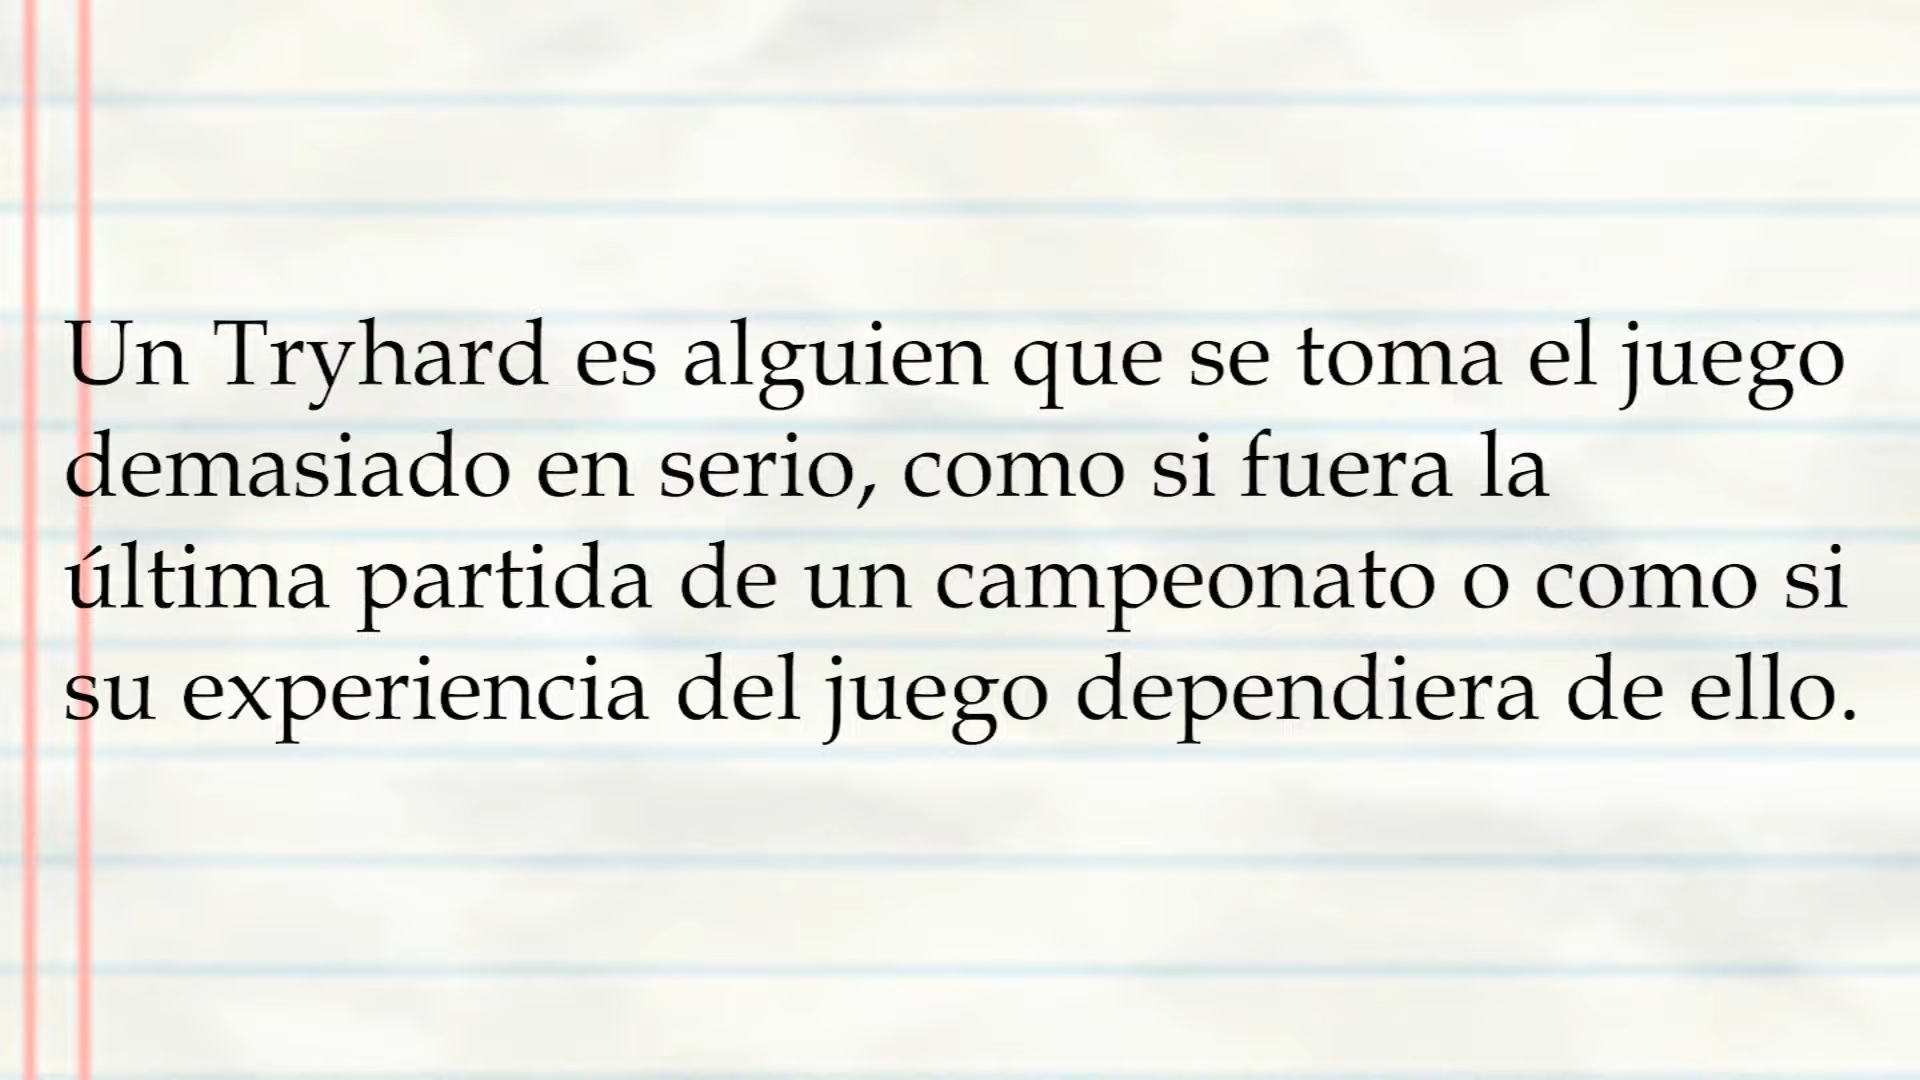 Un Tryhard es alguien que se toma el juego
demasiado en serio, como si fuera la
última partida de un campeonato o como si
su experiencia del juego dependiera de ello.